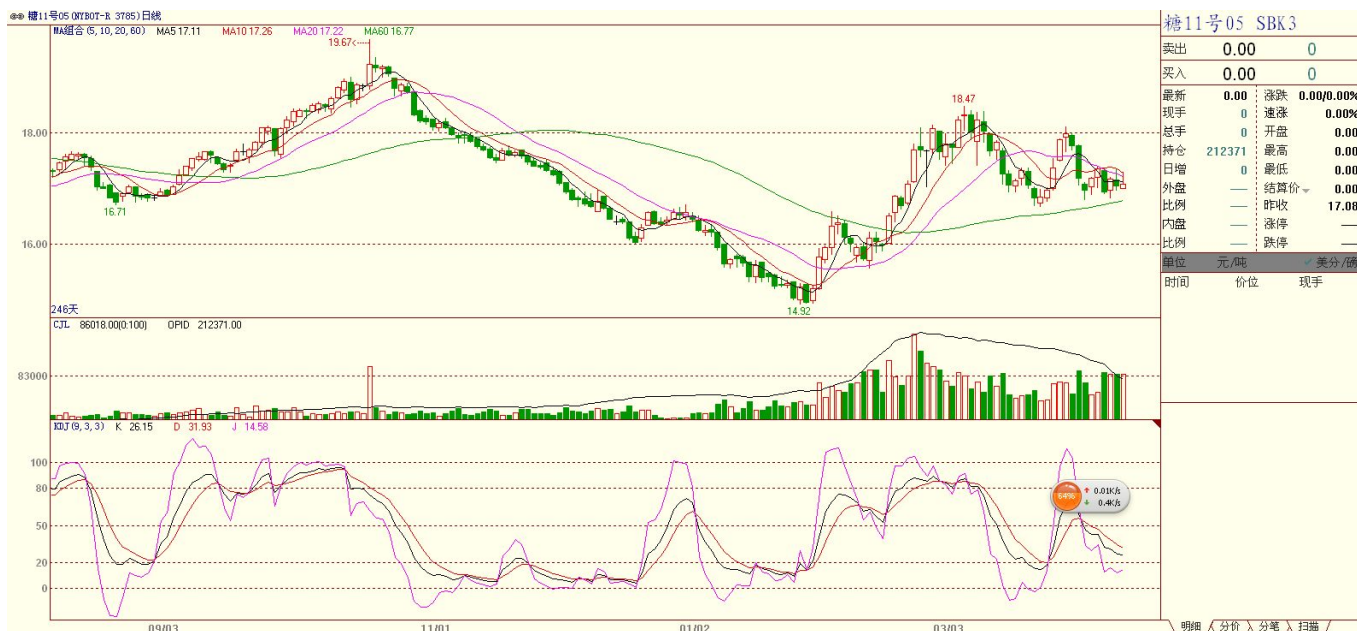 糖11号05(NYBOT-R 3785)日线
MA组合(5,10,20,60) MA5 17.11 MA10 17.26 MA20 17.22 MA60 16.77
19.67
18.47
18.00
16.71
16.00
14.92
246天
CJL 86018.00(0:100) OPID 212371.00
83000
KDJ(9,3,3) K 26.15 D 31.93 J 14.58
100
80
50
20
0
64%
0.01K/s
0.4K/s
09/03 11/01 01/02 03/03
糖11号05 SBK3
卖出 0.00 0
买入 0.00 0
最新 0.00 涨跌 0.00/0.00%
现手 0 速涨 0.00%
总手 0 开盘 0.00
持仓 212371 最高 0.00
日增 0 最低 0.00
外盘 — 结算价 0.00
比例 — 昨收 17.08
内盘 — 涨停 —
比例 — 跌停 —
单位 元/吨 美分/磅
时间 价位 现手
明细 分价 分笔 扫描